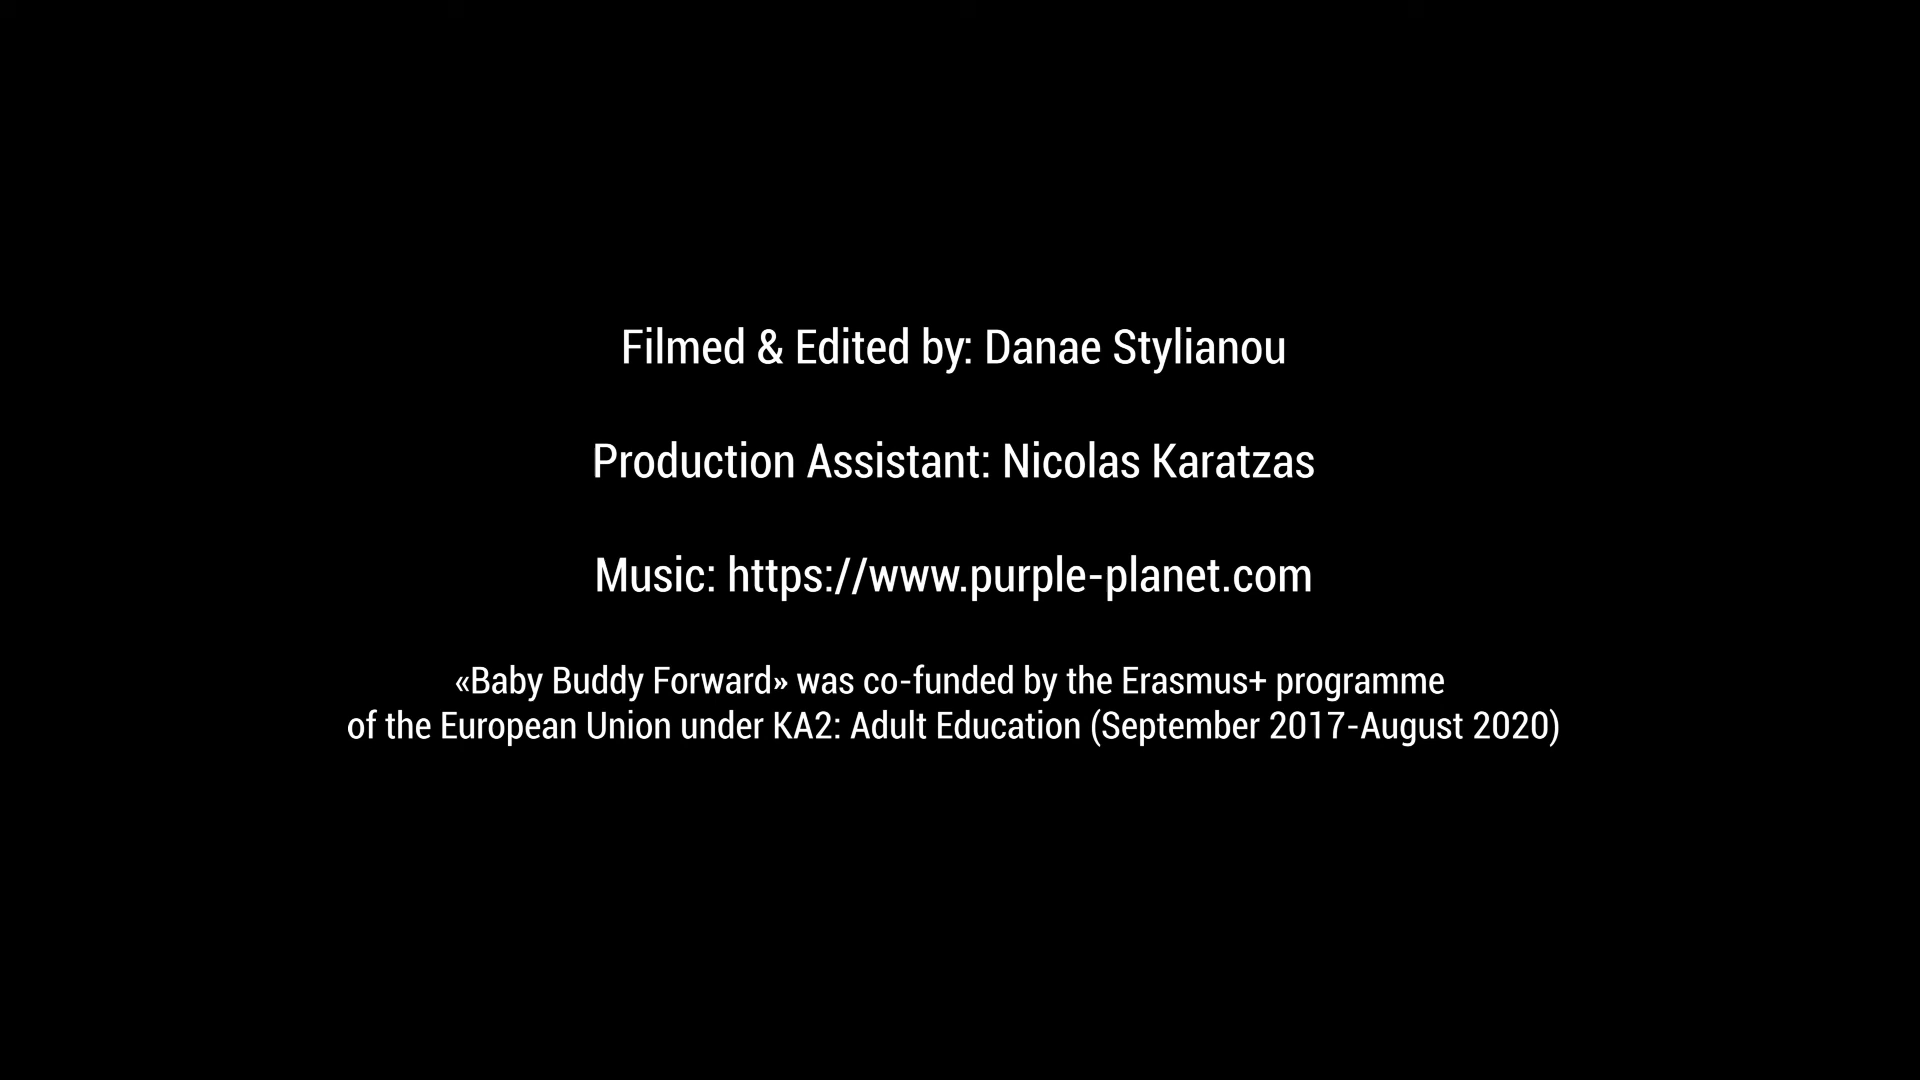 Filmed & Edited by: Danae Stylianou
Production Assistant: Nicolas Karatzas
Music: https://www.purple-planet.com
«Baby Buddy Forward» was co-funded by the Erasmus+ programme
of the European Union under KA2: Adult Education (September 2017-August 2020)